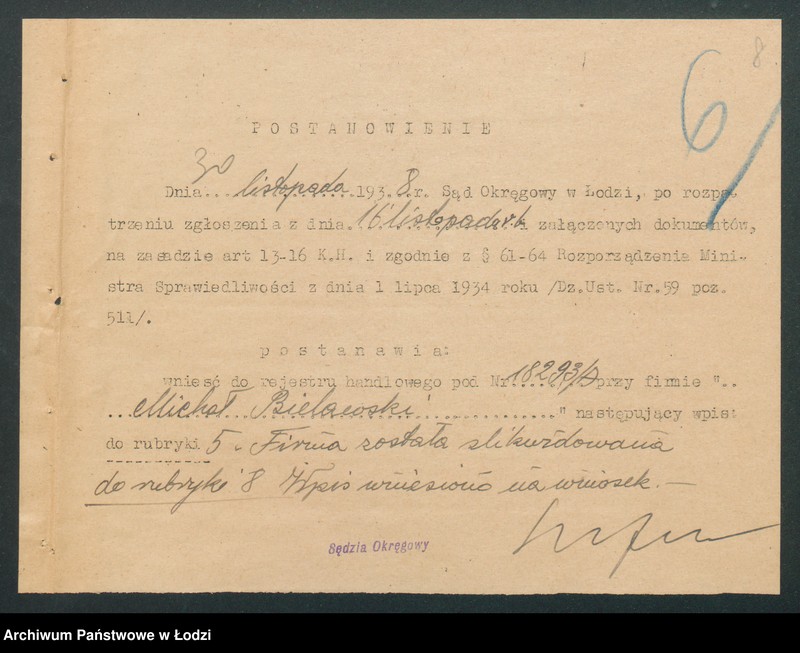 8
6/
POSTANOWIENIE
Dnia 30 listopada 1938 r. Sąd Okręgowy w Łodzi, po rozpa-
trzeniu zgłoszenia z dnia 16 listopada r.b. i załączonych dokumentów,
na zasadzie art 13-16 K.H. i zgodnie z § 61-64 Rozporządzenia Mini-
stra Sprawiedliwości z dnia 1 lipca 1934 roku /Dz.Ust. Nr.59 poz.
511/.
postanawia:
wnieść do rejestru handlowego pod Nr 18293/A przy firmie "..
...Michał Bielawski..............." następujący wpis:
do rubryki 5. Firma została zlikwidowana
do rubryki 8 Wpis wniesiono na wniosek. —
Sędzia Okręgowy
Archiwum Państwowe w Łodzi